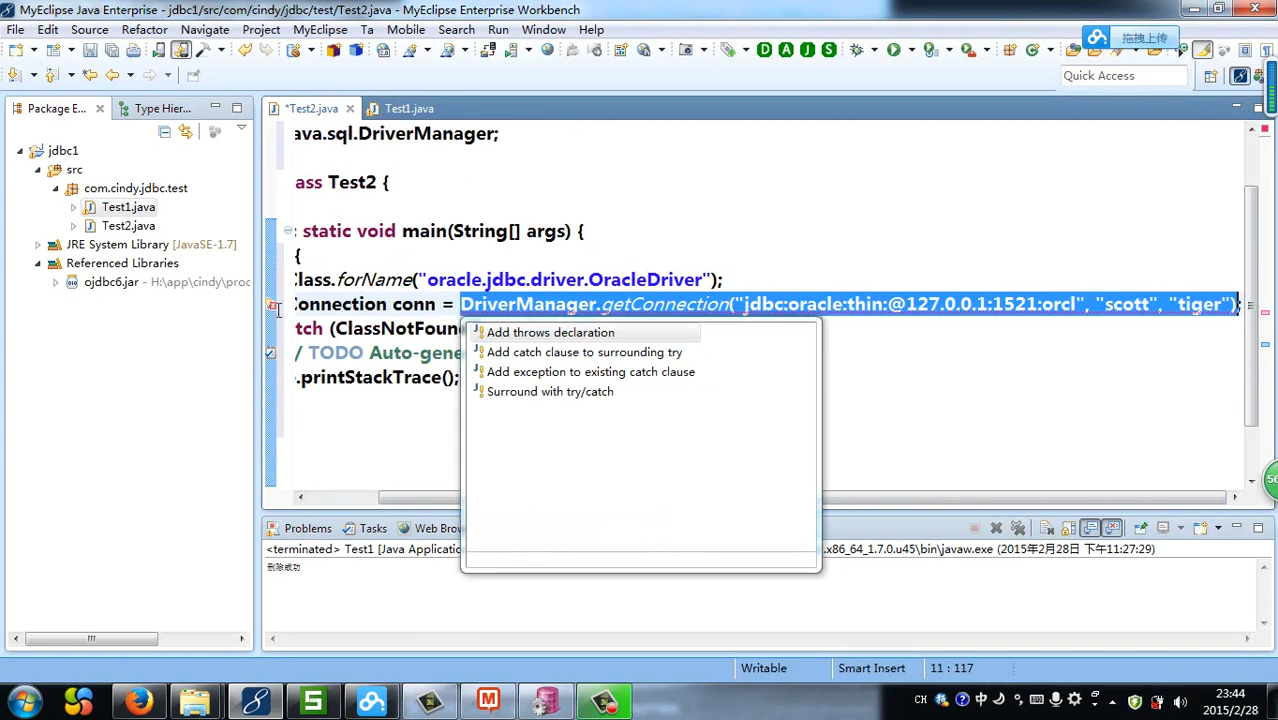 MyEclipse Java Enterprise - jdbc1/src/com/cindy/jdbc/test/Test2.java - MyEclipse Enterprise Workbench
File Edit Source Refactor Navigate Project MyEclipse Ta Mobile Search Run Window Help
D A J S
拖拽上传
Quick Access
Package E... Type Hier...
*Test2.java Test1.java
jdbc1
src
com.cindy.jdbc.test
Test1.java
Test2.java
JRE System Library [JavaSE-1.7]
Referenced Libraries
ojdbc6.jar - H:\app\cindy\proc
ava.sql.DriverManager;
ass Test2 {
static void main(String[] args) {
{
lass.forName("oracle.jdbc.driver.OracleDriver");
onnection conn = DriverManager.getConnection("jdbc:oracle:thin:@127.0.0.1:1521:orcl", "scott", "tiger");
tch (ClassNotFoun
/ TODO Auto-gene
.printStackTrace();
Add throws declaration
Add catch clause to surrounding try
Add exception to existing catch clause
Surround with try/catch
56
Problems Tasks Web Brow
<terminated> Test1 [Java Applicatio .x86_64_1.7.0.u45\bin\javaw.exe (2015年2月28日 下午11:27:29)
删除成功
Writable Smart Insert 11 : 117
S M
CH 中
23:44
2015/2/28